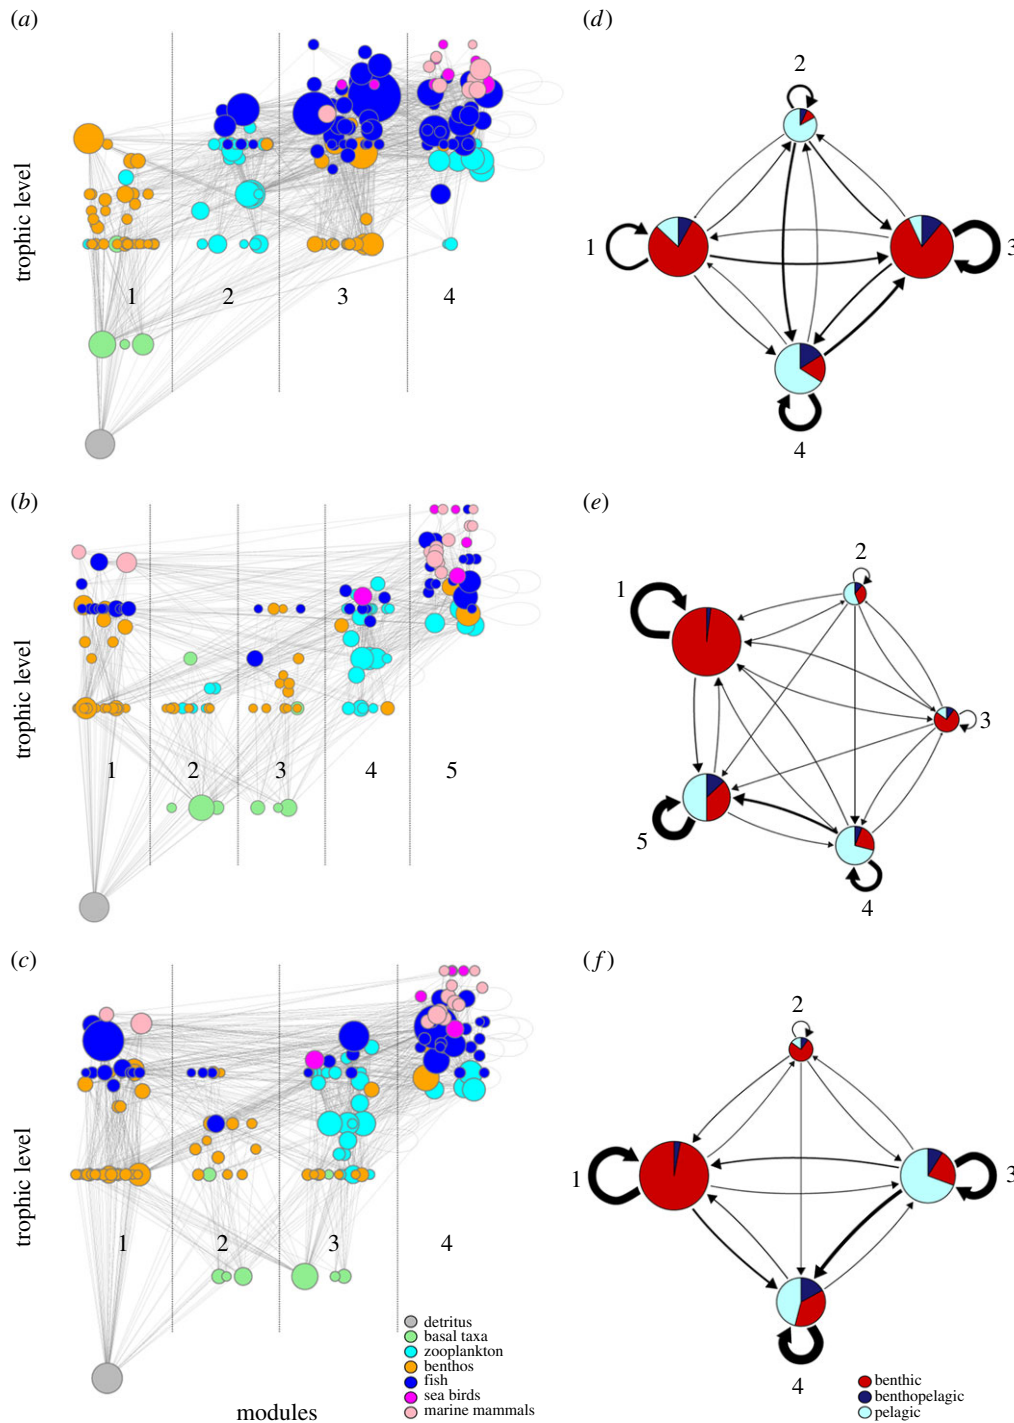 (a)
trophic level
1
2
3
4
(d)
2
1
3
4
(b)
trophic level
1
2
3
4
5
(e)
2
1
3
5
4
(c)
trophic level
1
2
3
4
modules
detritus
basal taxa
zooplankton
benthos
fish
sea birds
marine mammals
(f)
2
1
3
4
benthic
benthopelagic
pelagic